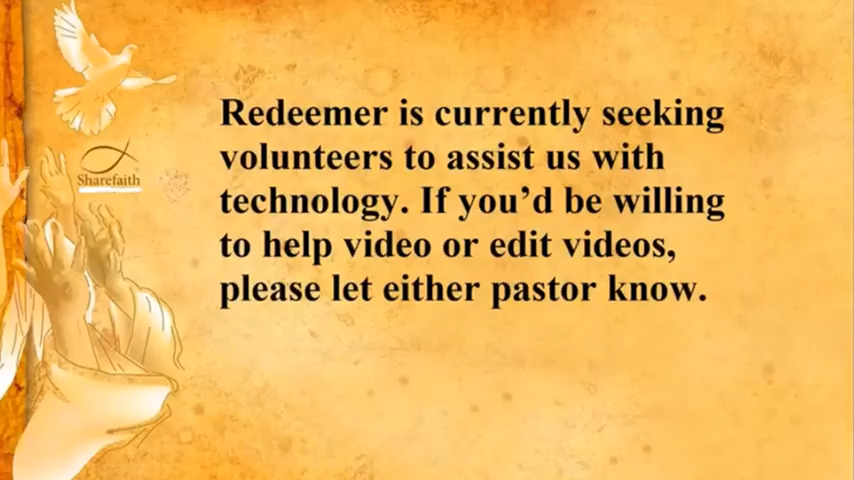 Sharefaith
Redeemer is currently seeking
volunteers to assist us with
technology. If you’d be willing
to help video or edit videos,
please let either pastor know.